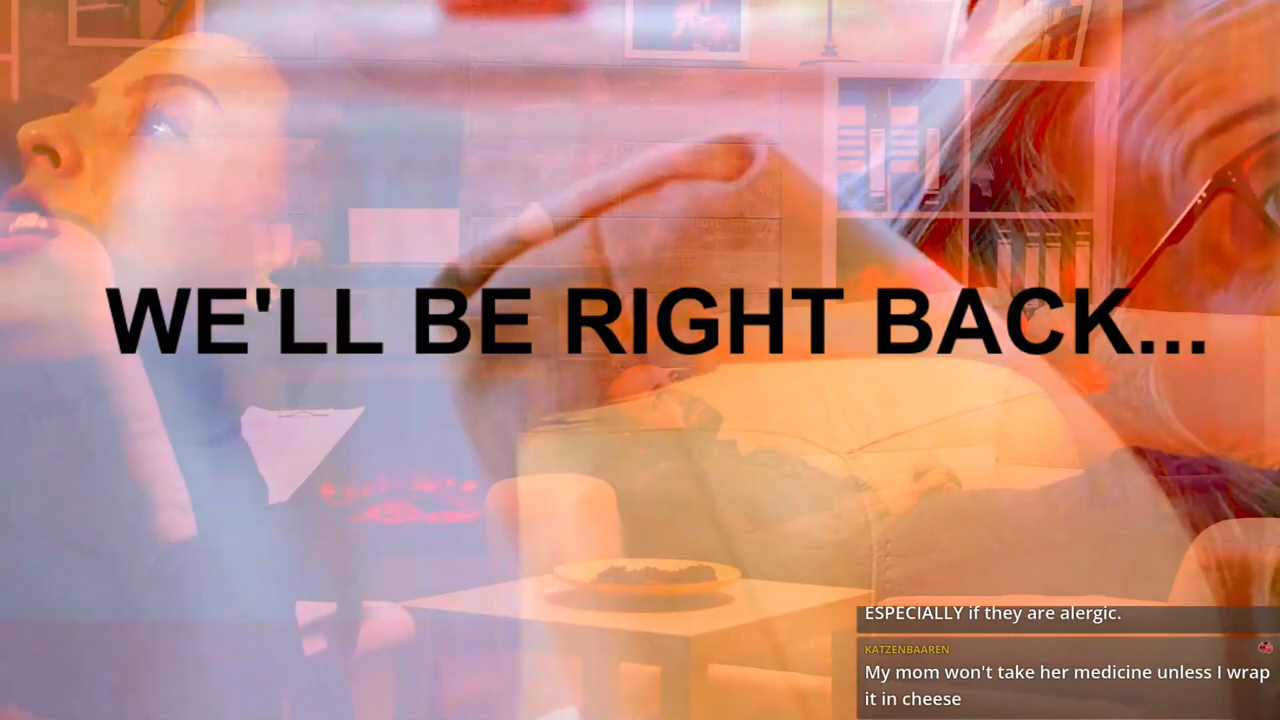 WE'LL BE RIGHT BACK...
ESPECIALLY if they are alergic.
KATZENBAAREN
My mom won't take her medicine unless I wrap
it in cheese